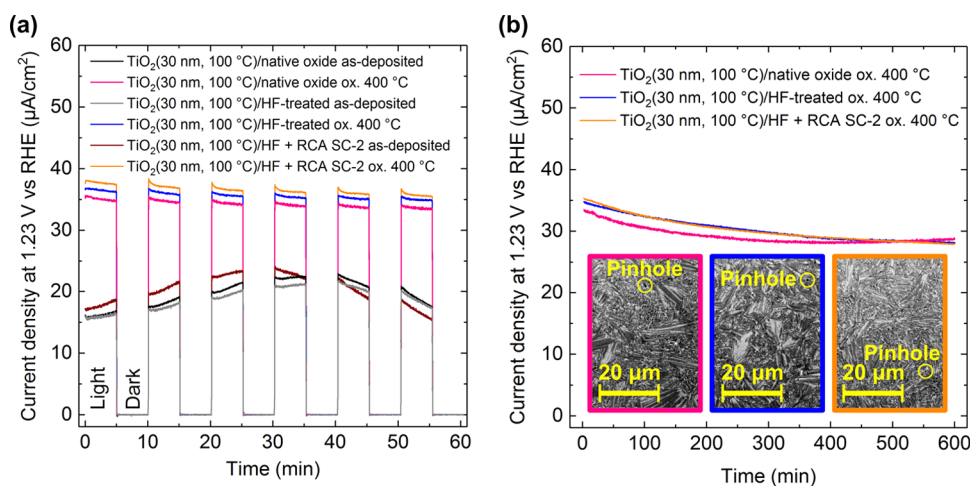 (a)
60
50
40
30
20
10
0
Current density at 1.23 V vs RHE (µA/cm²)
TiO₂(30 nm, 100 °C)/native oxide as-deposited
TiO₂(30 nm, 100 °C)/native oxide ox. 400 °C
TiO₂(30 nm, 100 °C)/HF-treated as-deposited
TiO₂(30 nm, 100 °C)/HF-treated ox. 400 °C
TiO₂(30 nm, 100 °C)/HF + RCA SC-2 as-deposited
TiO₂(30 nm, 100 °C)/HF + RCA SC-2 ox. 400 °C
Light
Dark
0 10 20 30 40 50 60
Time (min)
(b)
60
50
40
30
20
10
0
Current density at 1.23 V vs RHE (µA/cm²)
TiO₂(30 nm, 100 °C)/native oxide ox. 400 °C
TiO₂(30 nm, 100 °C)/HF-treated ox. 400 °C
TiO₂(30 nm, 100 °C)/HF + RCA SC-2 ox. 400 °C
Pinhole
20 µm
Pinhole
20 µm
Pinhole
20 µm
0 100 200 300 400 500 600
Time (min)